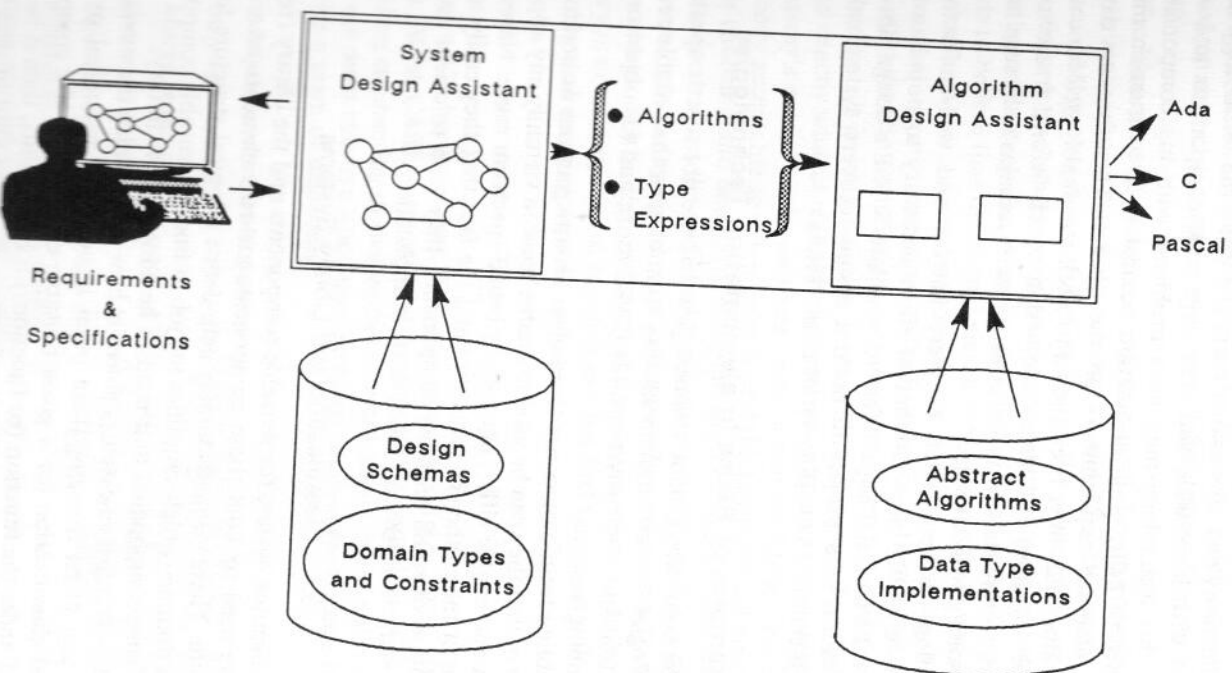 System
Design Assistant
Algorithms
Type
Expressions
Algorithm
Design Assistant
Ada
C
Pascal
Requirements
&
Specifications
Design
Schemas
Domain Types
and Constraints
Abstract
Algorithms
Data Type
Implementations